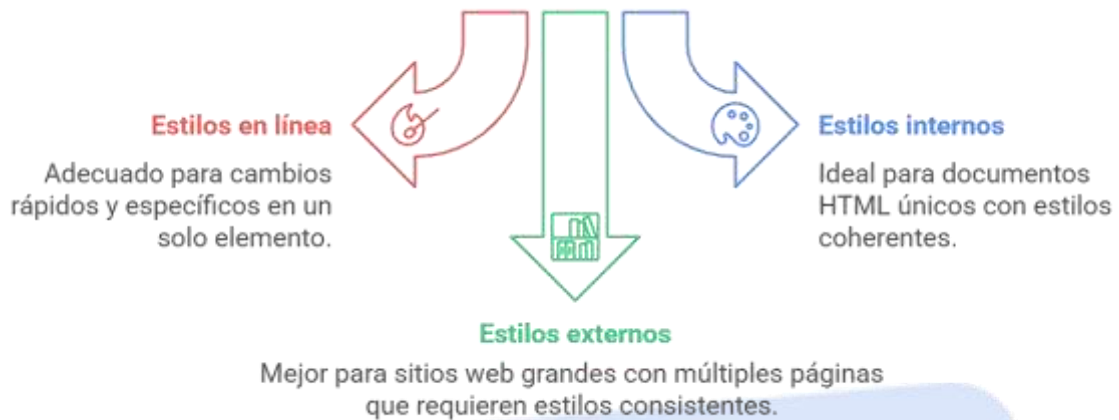 Estilos en línea
Adecuado para cambios
rápidos y específicos en un
solo elemento.
Estilos internos
Ideal para documentos
HTML únicos con estilos
coherentes.
Estilos externos
Mejor para sitios web grandes con múltiples páginas
que requieren estilos consistentes.